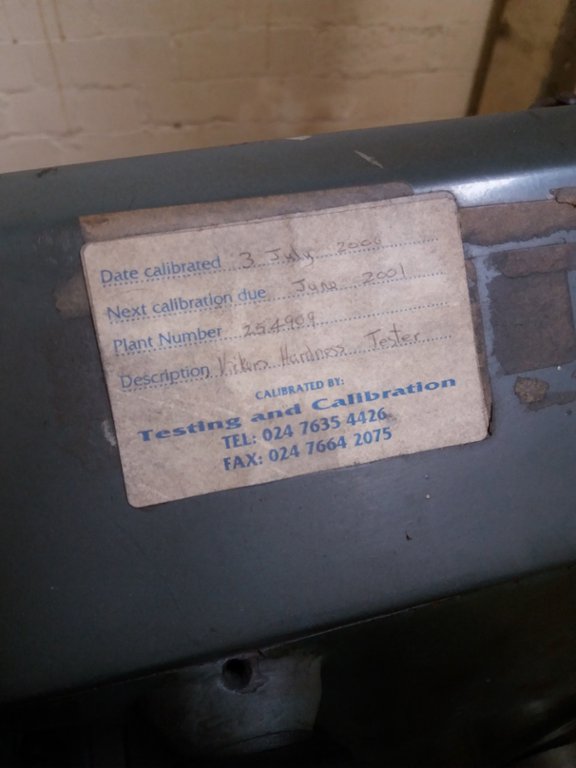 Date calibrated 3 July 2000
Next calibration due June 2001
Plant Number 254909
Description Vickers Hardness Tester
CALIBRATED BY:
Testing and Calibration
TEL: 024 7635 4426
FAX: 024 7664 2075